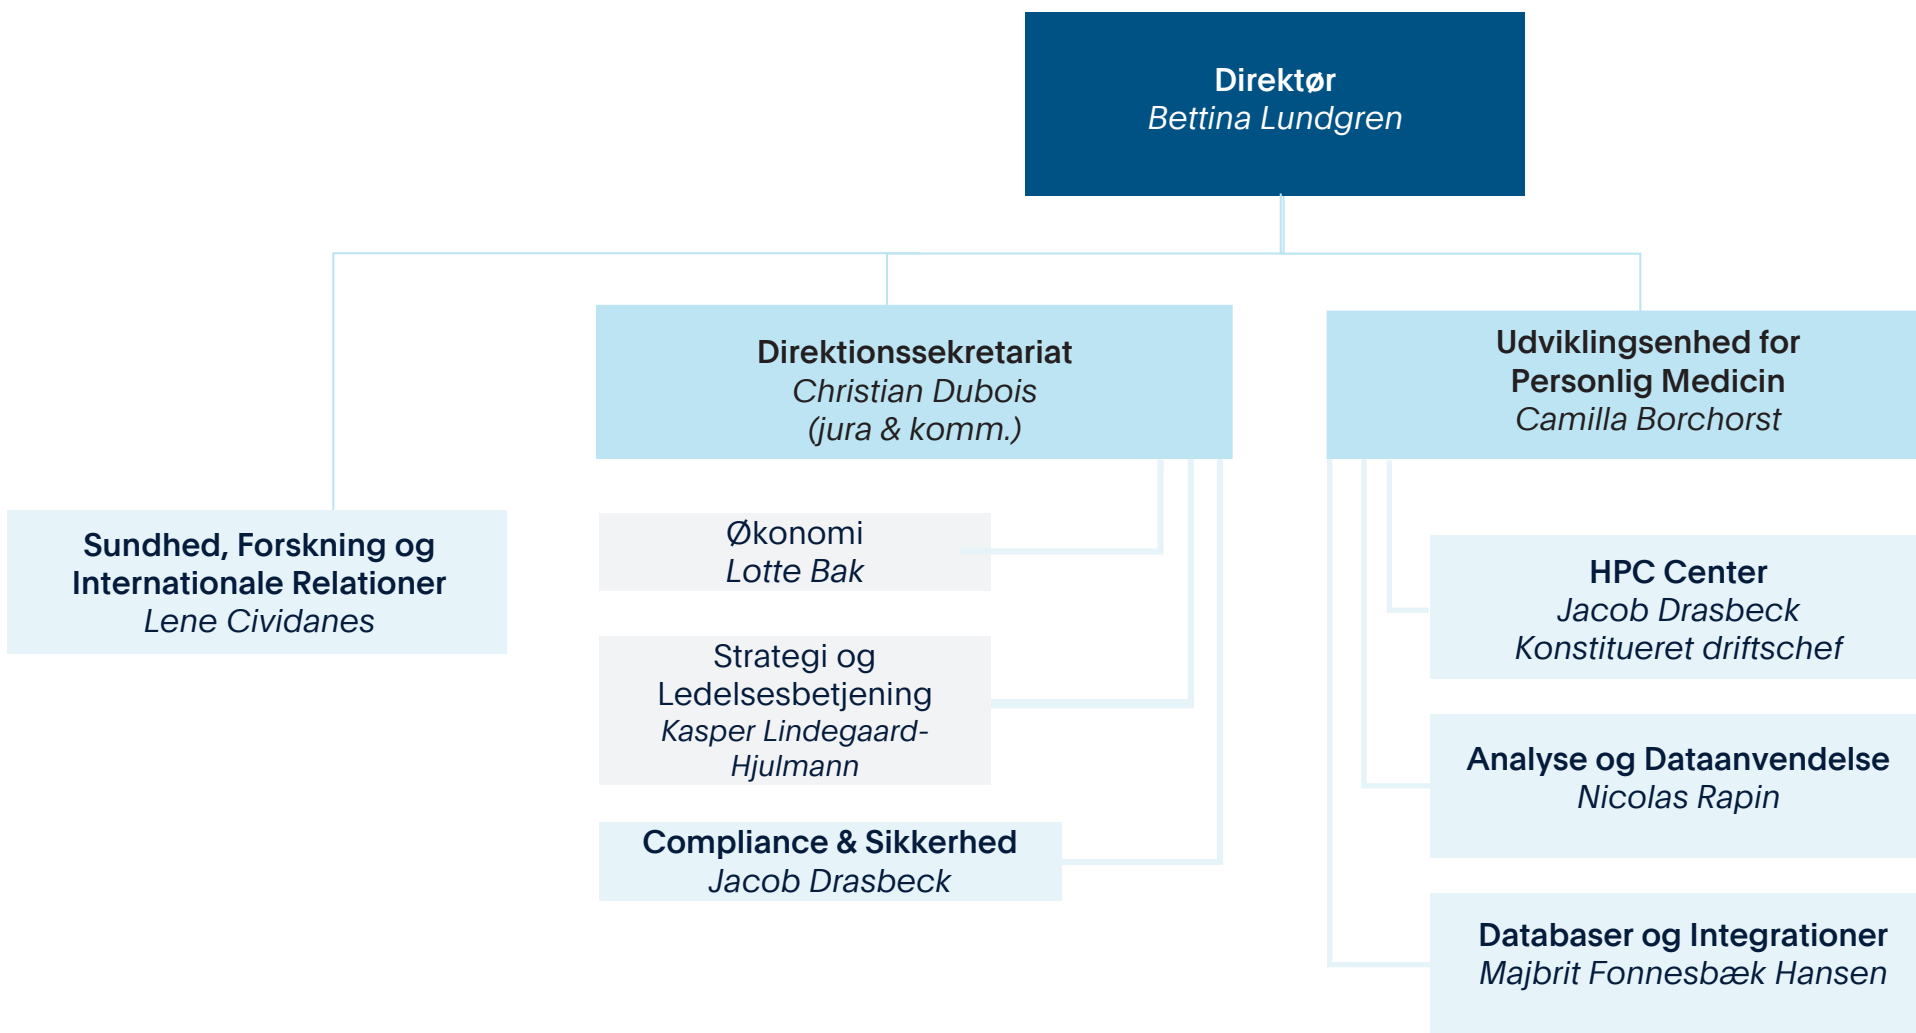 Direktør
Bettina Lundgren
Direktionssekretariat
Christian Dubois
(jura & komm.)
Udviklingsenhed for
Personlig Medicin
Camilla Borchorst
Sundhed, Forskning og
Internationale Relationer
Lene Cividanes
Økonomi
Lotte Bak
Strategi og
Ledelsesbetjening
Kasper Lindegaard-
Hjulmann
Compliance & Sikkerhed
Jacob Drasbeck
HPC Center
Jacob Drasbeck
Konstitueret driftschef
Analyse og Dataanvendelse
Nicolas Rapin
Databaser og Integrationer
Majbrit Fonnesbæk Hansen